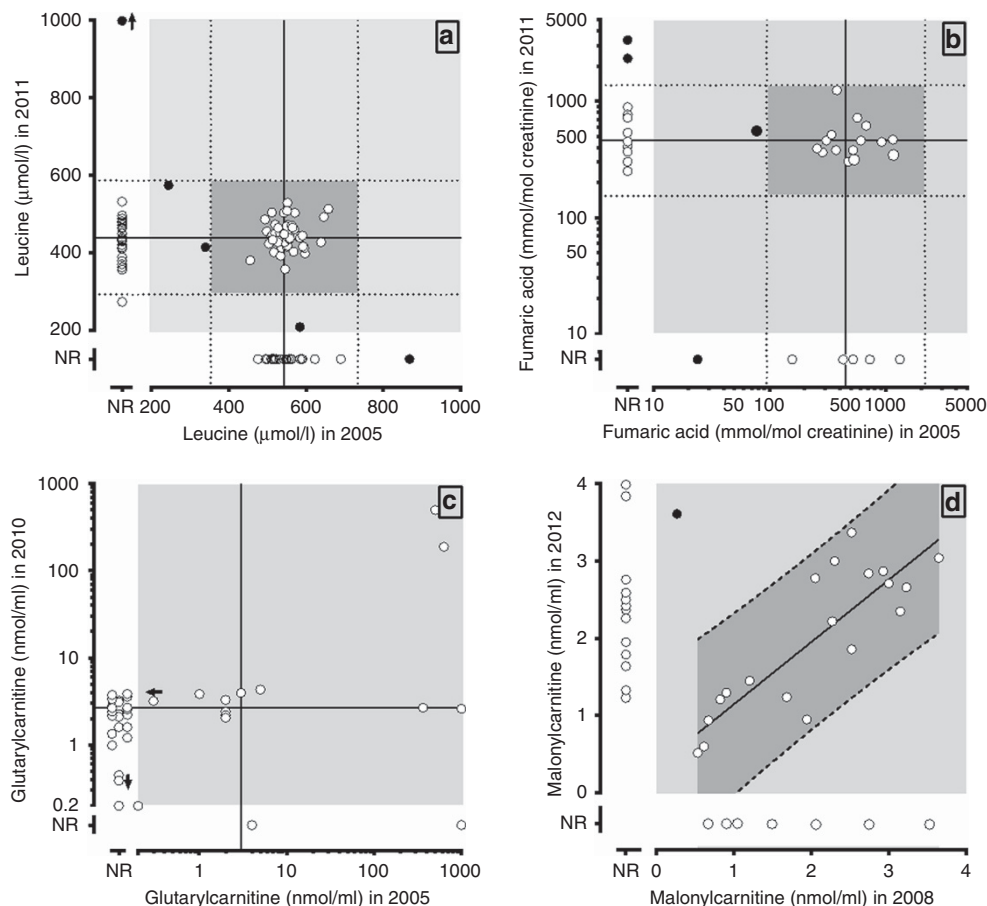 a
Leucine (μmol/l) in 2011
1000
800
600
400
200
NR
NR 200 400 600 800 1000
Leucine (μmol/l) in 2005
b
Fumaric acid (mmol/mol creatinine) in 2011
5000
1000
500
100
50
10
NR
NR 10 50 100 500 1000 5000
Fumaric acid (mmol/mol creatinine) in 2005
c
Glutarylcarnitine (nmol/ml) in 2010
1000
100
10
1
0.2
NR
NR 1 10 100 1000
Glutarylcarnitine (nmol/ml) in 2005
d
Malonylcarnitine (nmol/ml) in 2012
4
3
2
1
0
NR
NR 0 1 2 3 4
Malonylcarnitine (nmol/ml) in 2008